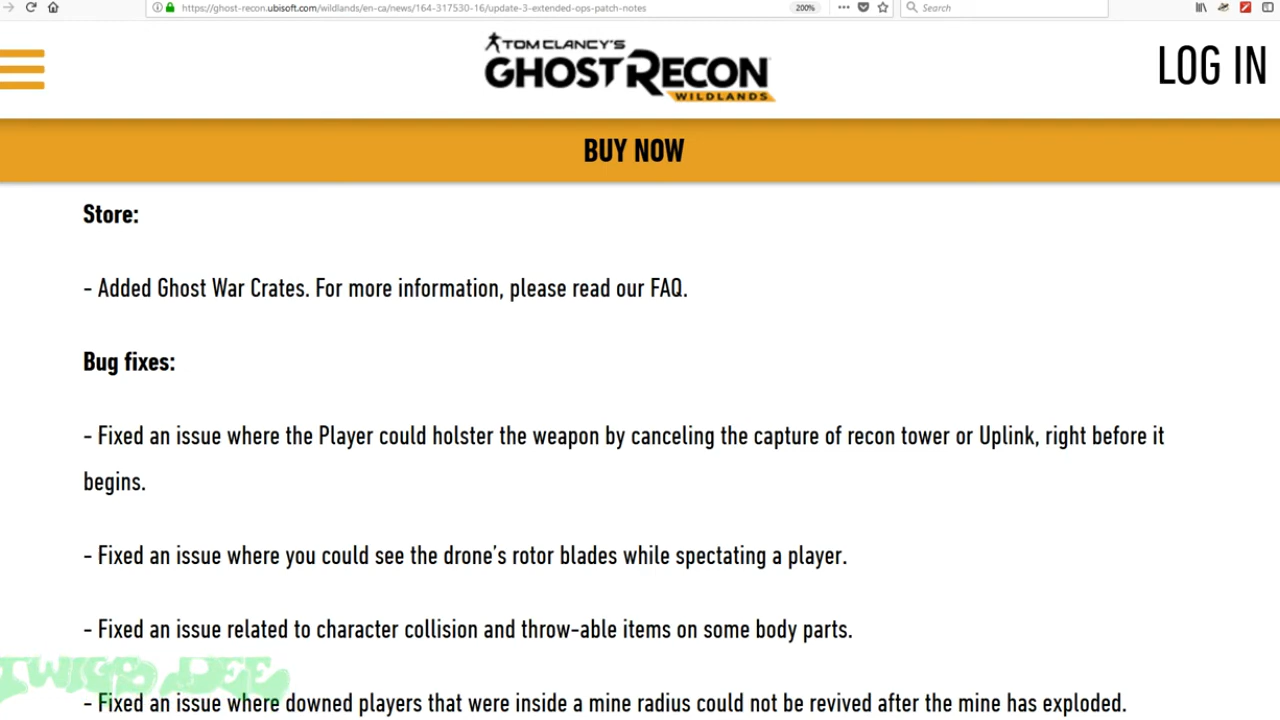 https://ghost-recon.ubisoft.com/wildlands/en-ca/news/164-317530-16/update-3-extended-ops-patch-notes
200%
Search
TOM CLANCY'S
GHOST RECON
WILDLANDS
LOG IN
BUY NOW
Store:
- Added Ghost War Crates. For more information, please read our FAQ.
Bug fixes:
- Fixed an issue where the Player could holster the weapon by canceling the capture of recon tower or Uplink, right before it
begins.
- Fixed an issue where you could see the drone's rotor blades while spectating a player.
- Fixed an issue related to character collision and throw-able items on some body parts.
TWIGG DEE
- Fixed an issue where downed players that were inside a mine radius could not be revived after the mine has exploded.